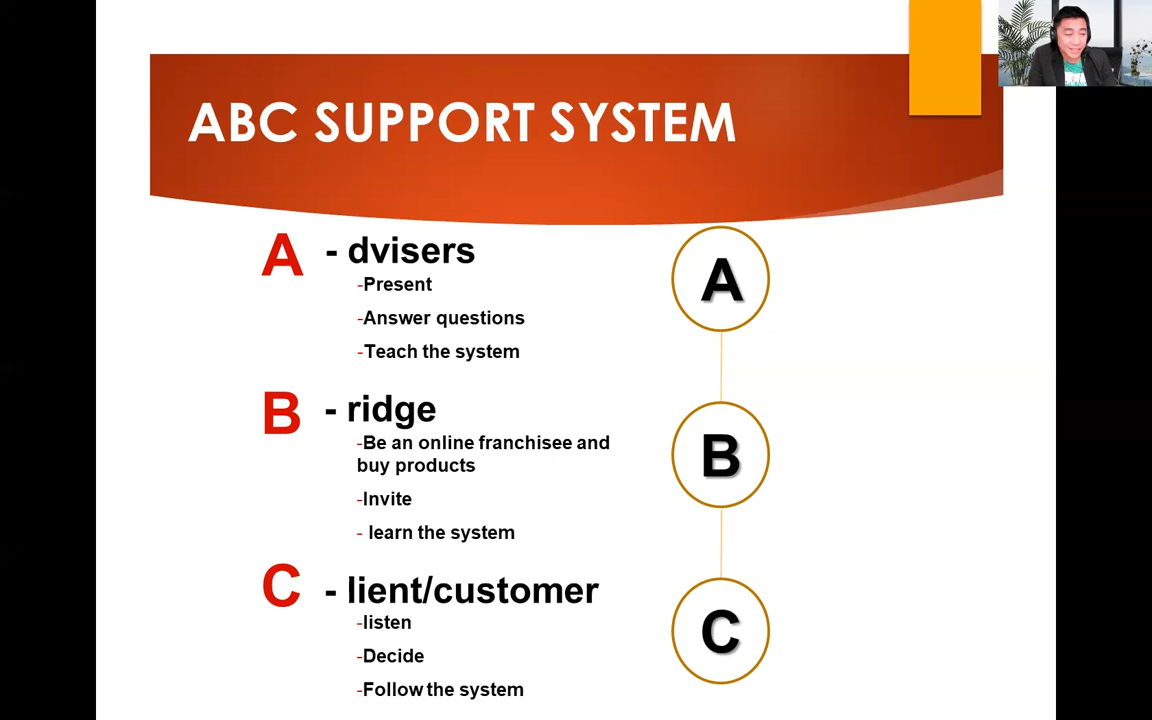 ABC SUPPORT SYSTEM
A - dvisers
-Present
-Answer questions
-Teach the system
B - ridge
-Be an online franchisee and
buy products
-Invite
- learn the system
C - lient/customer
-listen
-Decide
-Follow the system
A
B
C